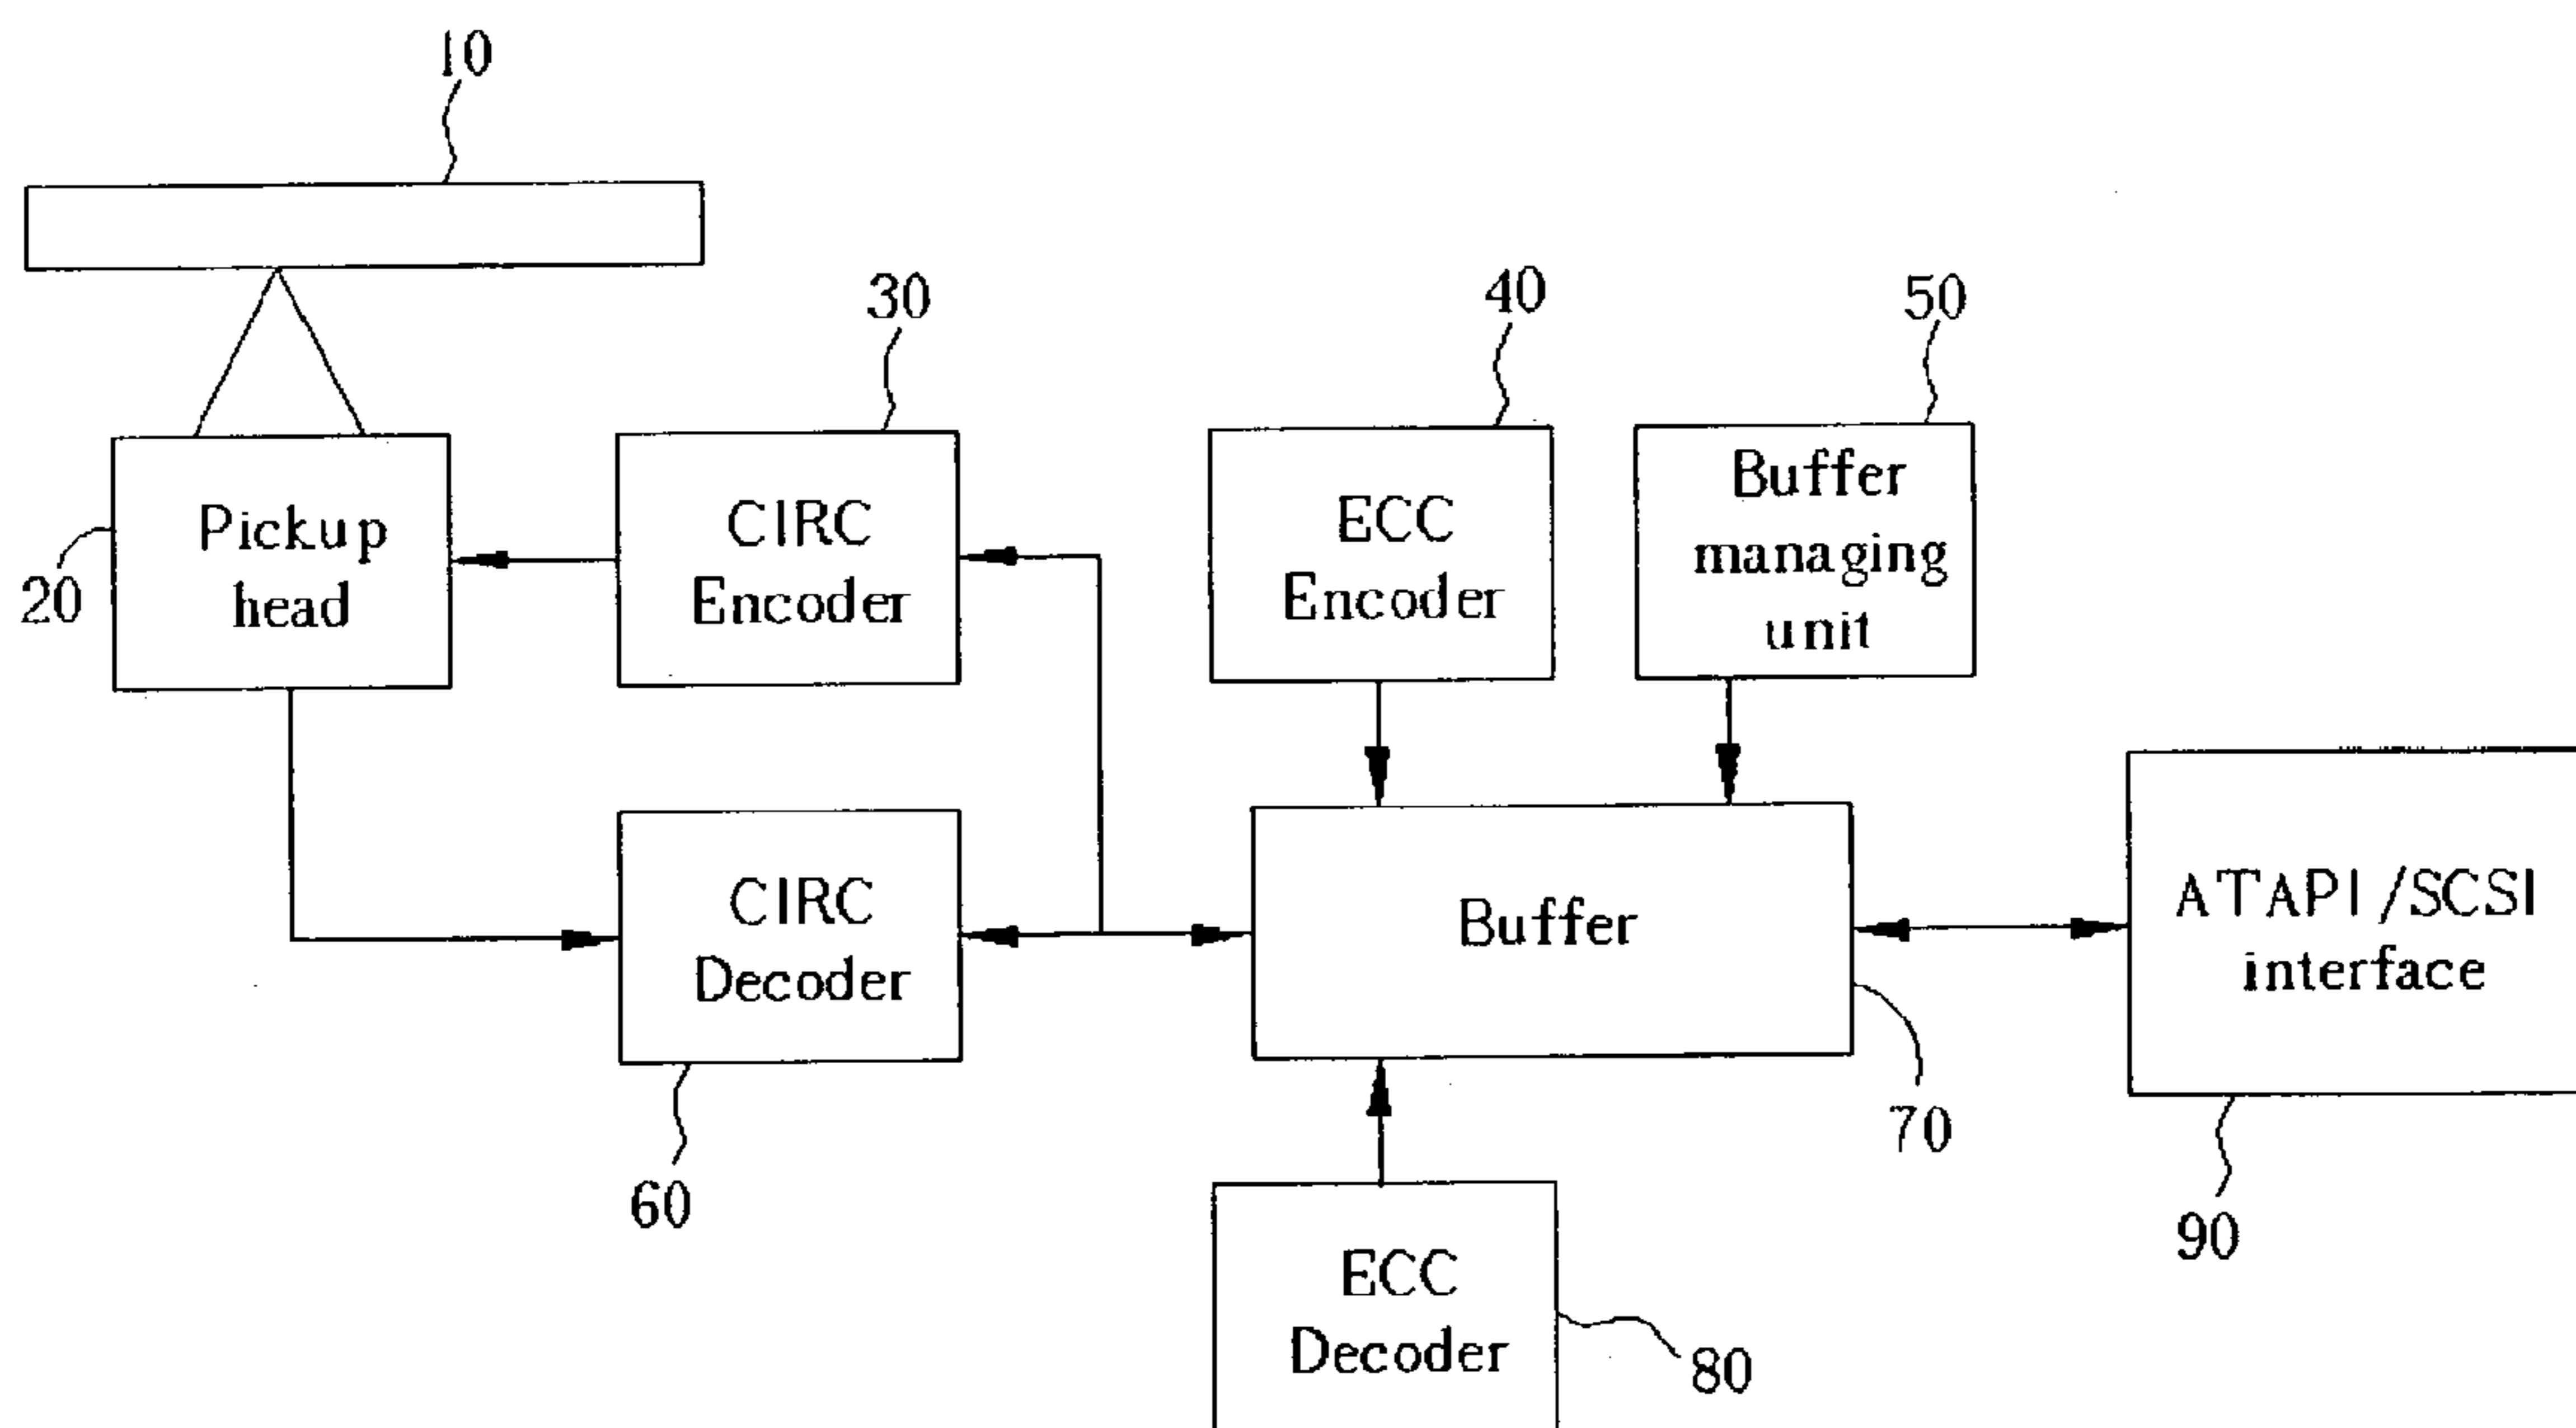 10
30
40
50
Pickup
head
20
CIRC
Encoder
ECC
Encoder
Buffer
managing
unit
CIRC
Decoder
60
Buffer
70
ATAPI/SCSI
interface
90
ECC
Decoder
80